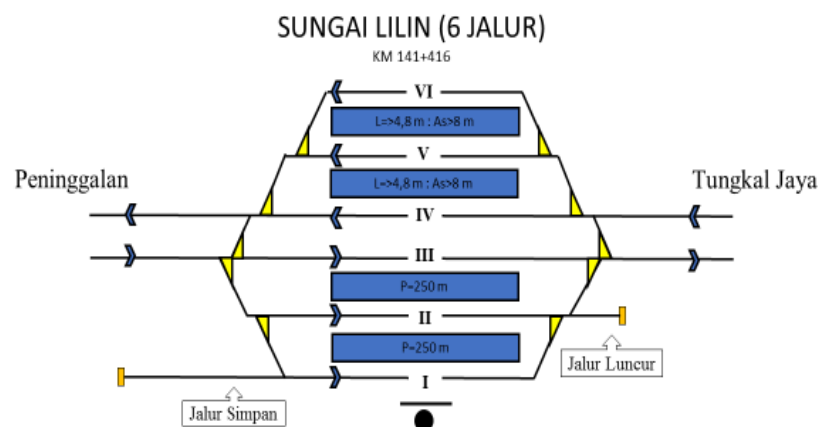 SUNGAI LILIN (6 JALUR)
KM 141+416
VI
L=>4,8 m : As>8 m
V
Peninggalan
L=>4,8 m : As>8 m
Tungkal Jaya
IV
III
P=250 m
II
P=250 m
Jalur Luncur
I
Jalur Simpan